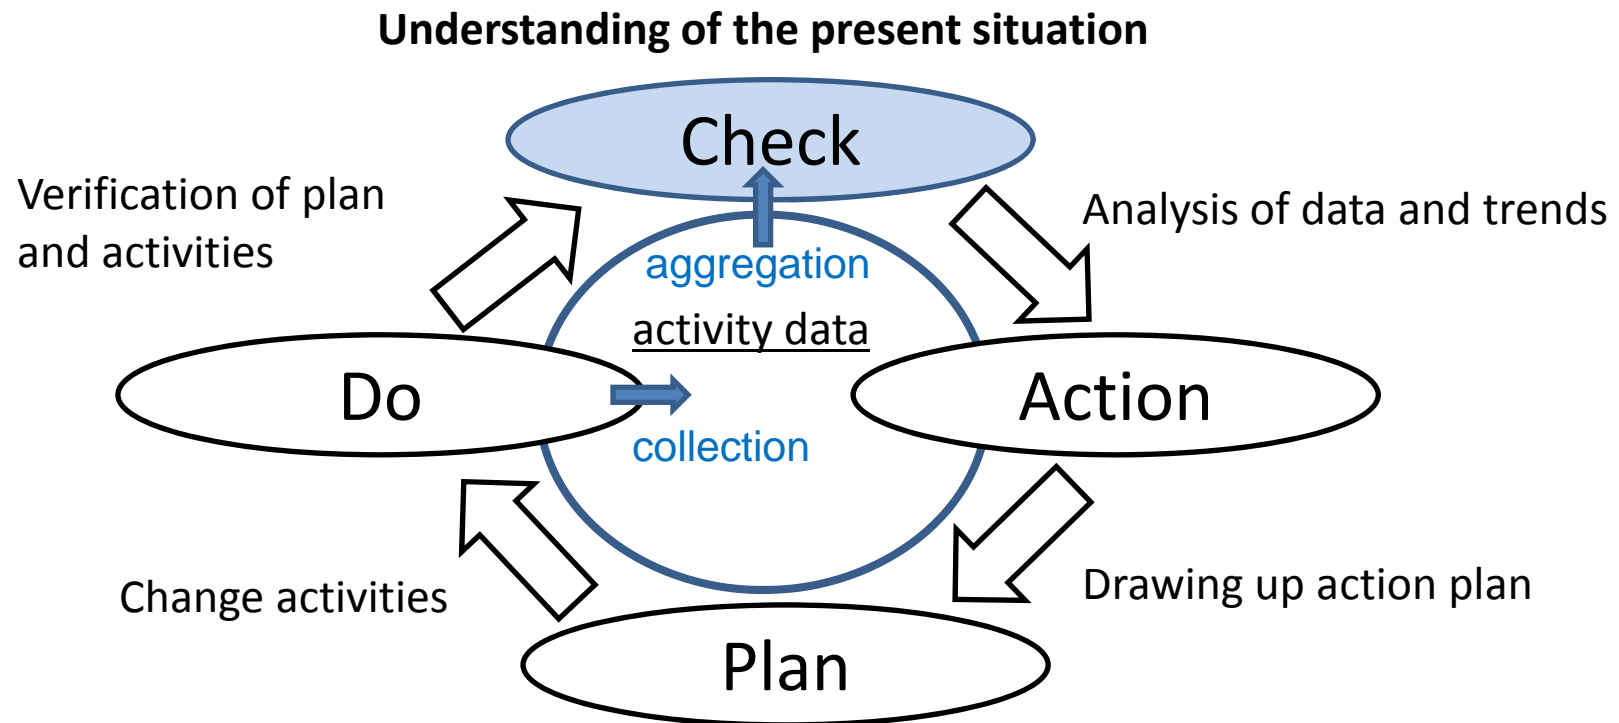 Understanding of the present situation
Check
Verification of plan
and activities
Analysis of data and trends
aggregation
activity data
Do
Action
collection
Change activities
Drawing up action plan
Plan